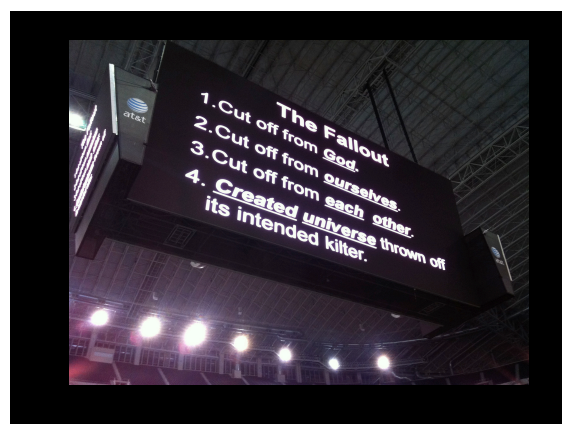 The Fallout
1.Cut off from God.
2.Cut off from ourselves.
3.Cut off from each other.
4. Created universe thrown off
its intended kilter.
at&t
at&t